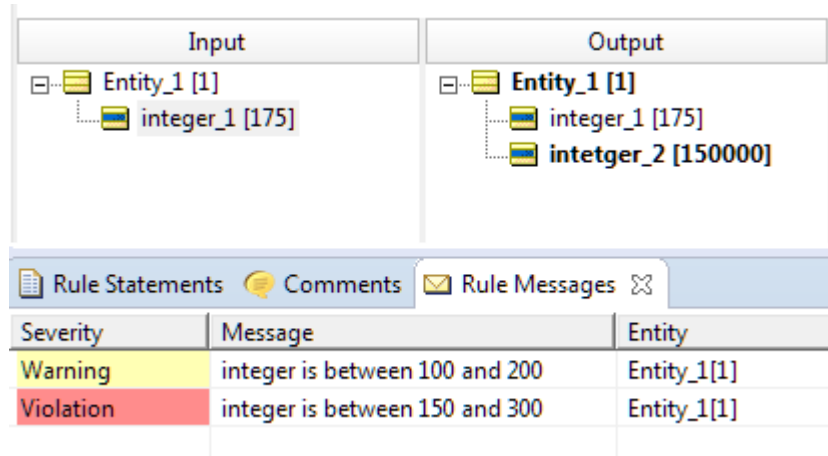 Input Output
Entity_1 [1] Entity_1 [1]
integer_1 [175] integer_1 [175]
intetger_2 [150000]
Rule Statements Comments Rule Messages
Severity Message Entity
Warning integer is between 100 and 200 Entity_1[1]
Violation integer is between 150 and 300 Entity_1[1]